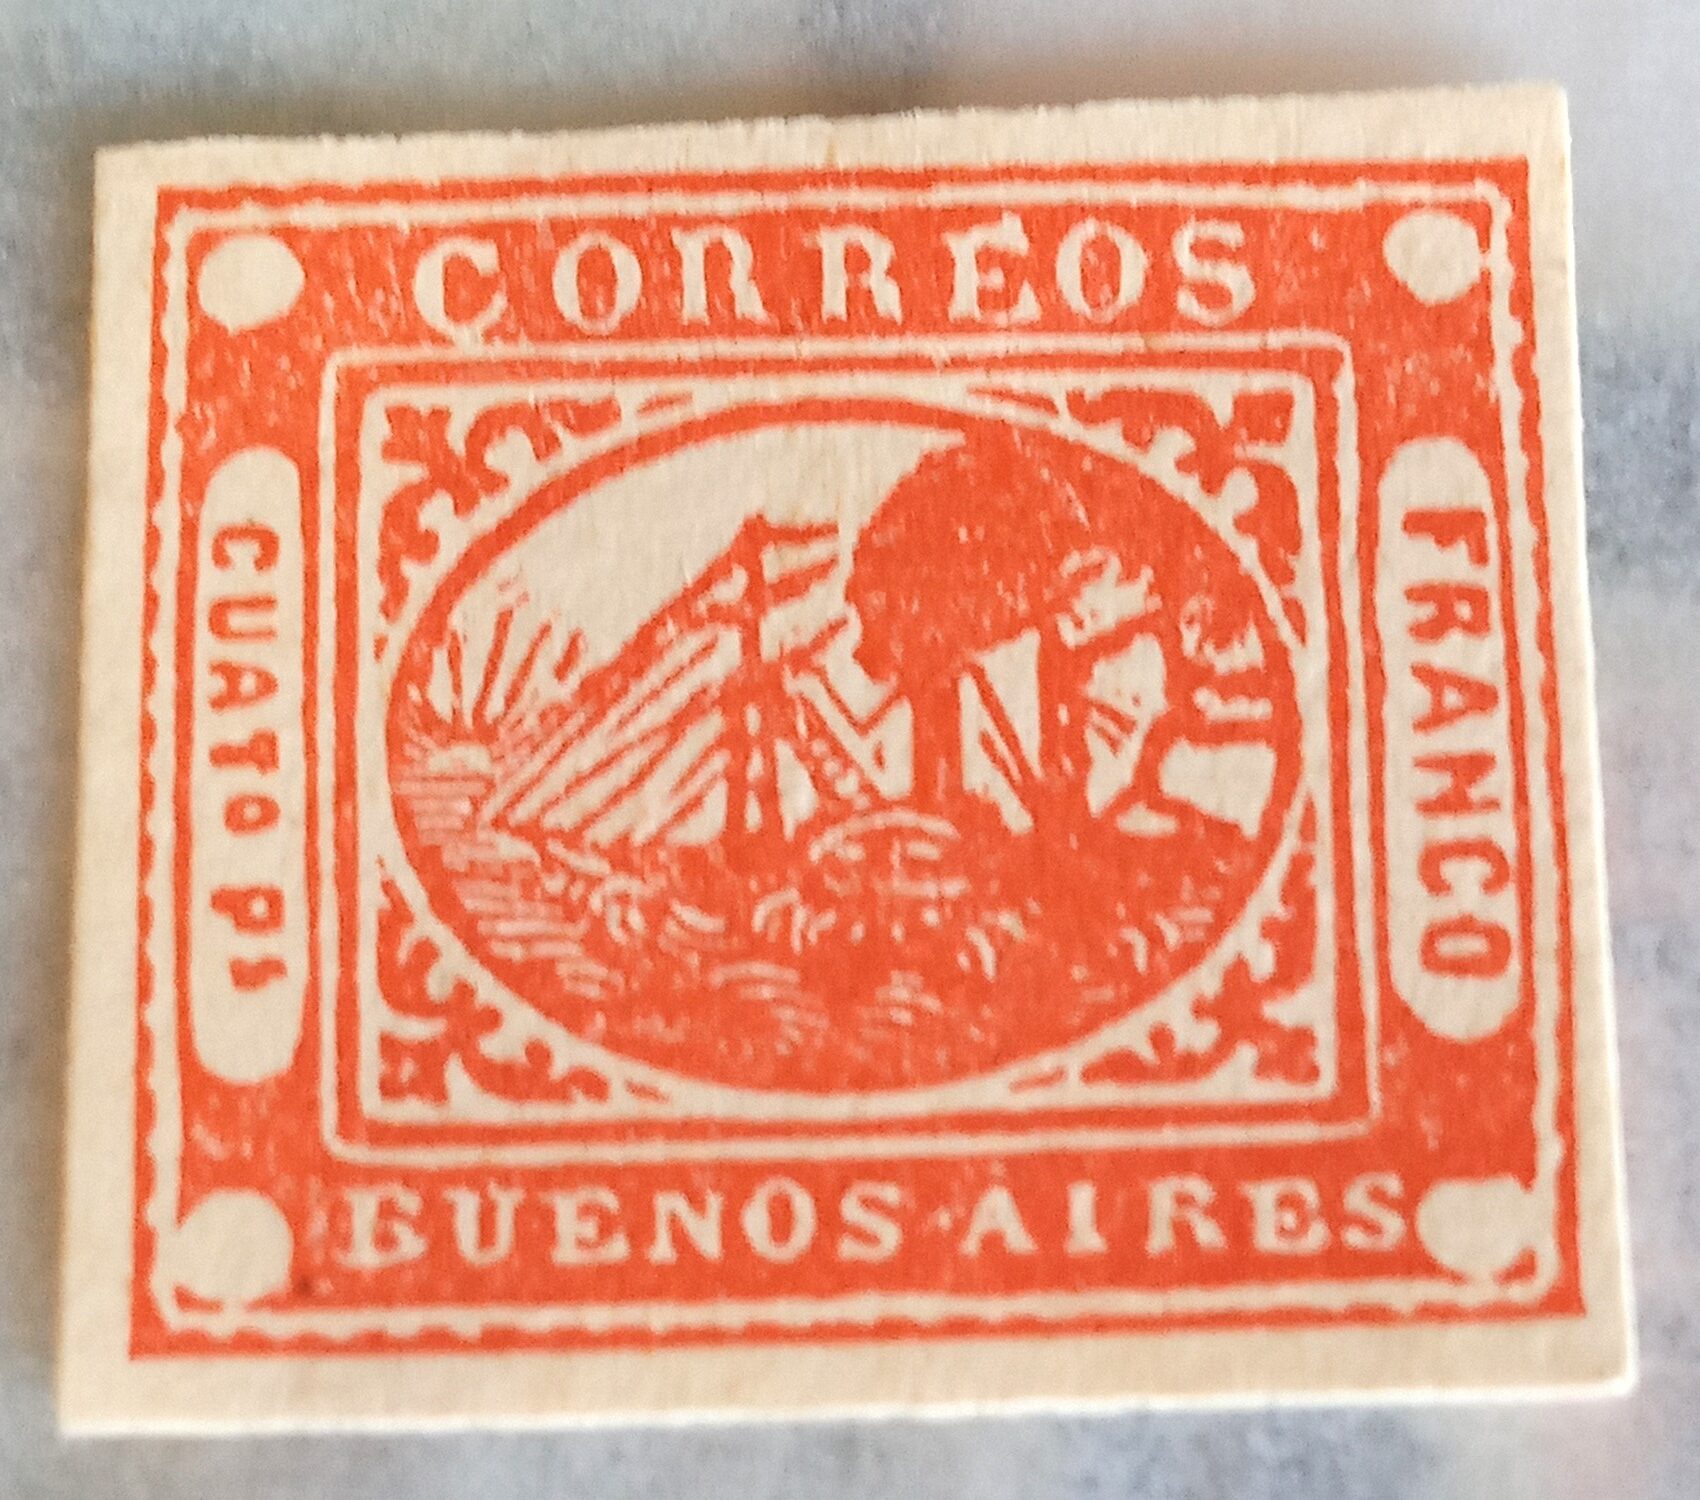 CORREOS
CUATO Ps
FRANCO
BUENOS AIRES